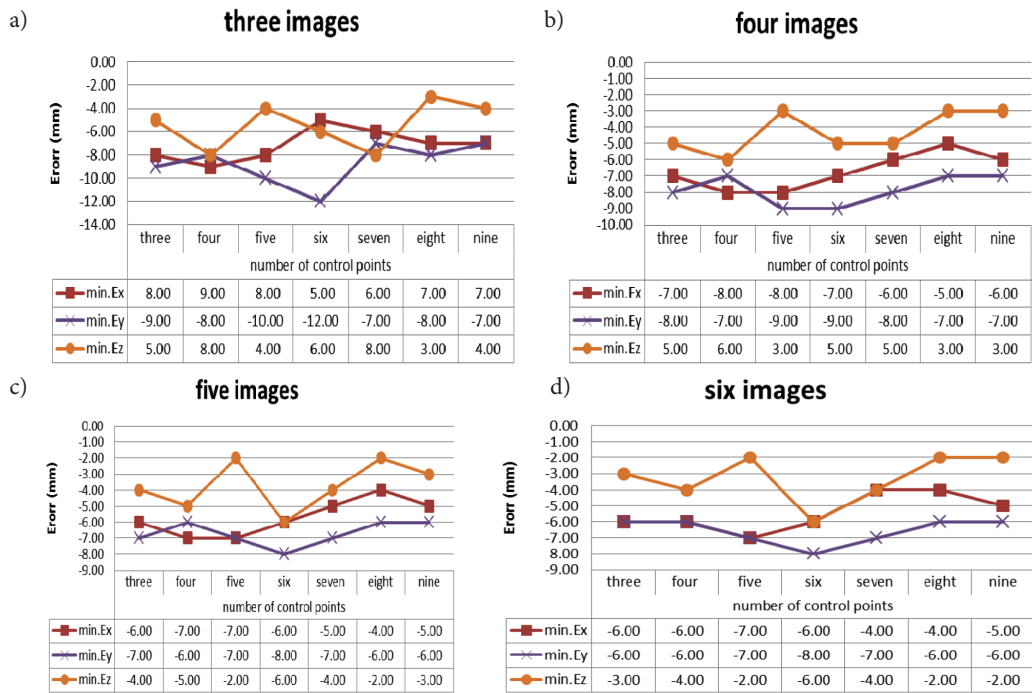 a)
three images
Erorr (mm)
0.00
-2.00
-4.00
-6.00
-8.00
-10.00
-12.00
-14.00
three four five six seven eight nine
number of control points
min.Ex 8.00 9.00 8.00 5.00 6.00 7.00 7.00
min.Ey -9.00 -8.00 -10.00 -12.00 -7.00 -8.00 -7.00
min.Ez 5.00 8.00 4.00 6.00 8.00 3.00 4.00
b)
four images
Erorr (mm)
0.00
-1.00
-2.00
-3.00
-4.00
-5.00
-6.00
-7.00
-8.00
-9.00
-10.00
three four five six seven eight nine
number of control points
min.Ex -7.00 -8.00 -8.00 -7.00 -6.00 -5.00 -6.00
min.Ey -8.00 -7.00 -9.00 -9.00 -8.00 -7.00 -7.00
min.Ez 5.00 6.00 3.00 5.00 5.00 3.00 3.00
c)
five images
Erorr (mm)
0.00
-1.00
-2.00
-3.00
-4.00
-5.00
-6.00
-7.00
-8.00
-9.00
three four five six seven eight nine
number of control points
min.Ex -6.00 -7.00 -7.00 -6.00 -5.00 -4.00 -5.00
min.Ey -7.00 -6.00 -7.00 -8.00 -7.00 -6.00 -6.00
min.Ez -4.00 -5.00 -2.00 -6.00 -4.00 -2.00 -3.00
d)
six images
Erorr (mm)
0.00
-1.00
-2.00
-3.00
-4.00
-5.00
-6.00
-7.00
-8.00
-9.00
three four five six seven eight nine
number of control points
min.Ex -6.00 -6.00 -7.00 -6.00 -4.00 -4.00 -5.00
min.Ey -6.00 -6.00 -7.00 -8.00 -7.00 -6.00 -6.00
min.Ez -3.00 -4.00 -2.00 -6.00 -4.00 -2.00 -2.00